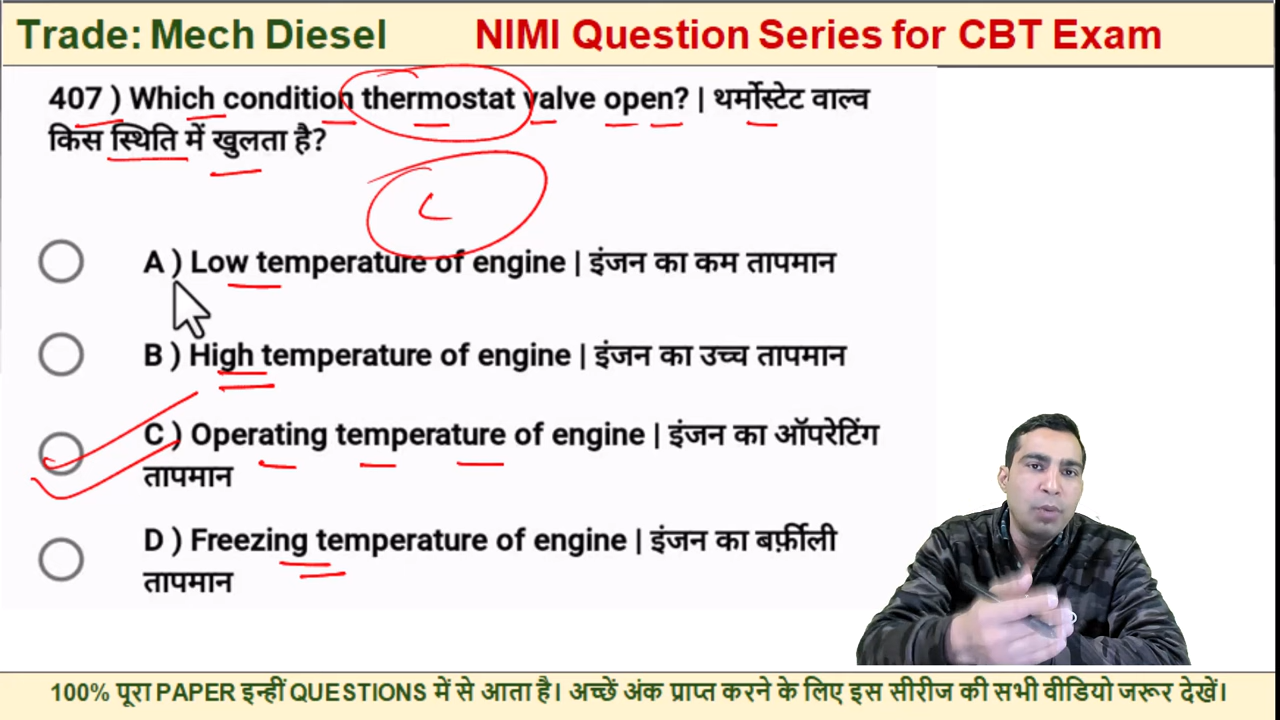 Trade: Mech Diesel NIMI Question Series for CBT Exam
407 ) Which condition thermostat valve open? | थर्मोस्टेट वाल्व
किस स्थिति में खुलता है?
A ) Low temperature of engine | इंजन का कम तापमान
B ) High temperature of engine | इंजन का उच्च तापमान
C ) Operating temperature of engine | इंजन का ऑपरेटिंग
तापमान
D ) Freezing temperature of engine | इंजन का बर्फ़ीली
तापमान
100% पूरा PAPER इन्हीं QUESTIONS में से आता है। अच्छें अंक प्राप्त करने के लिए इस सीरीज की सभी वीडियो जरूर देखें।